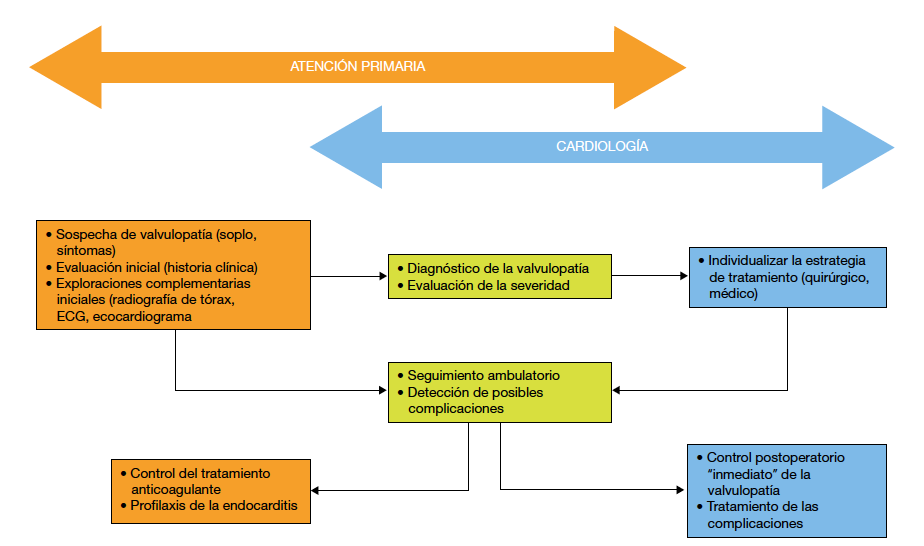 ATENCIÓN PRIMARIA
CARDIOLOGÍA
• Sospecha de valvulopatía (soplo,
síntomas)
• Evaluación inicial (historia clínica)
• Exploraciones complementarias
iniciales (radiografía de tórax,
ECG, ecocardiograma
• Diagnóstico de la valvulopatía
• Evaluación de la severidad
• Individualizar la estrategia
de tratamiento (quirúrgico,
médico)
• Seguimiento ambulatorio
• Detección de posibles
complicaciones
• Control del tratamiento
anticoagulante
• Profilaxis de la endocarditis
• Control postoperatorio
“inmediato” de la
valvulopatía
• Tratamiento de las
complicaciones